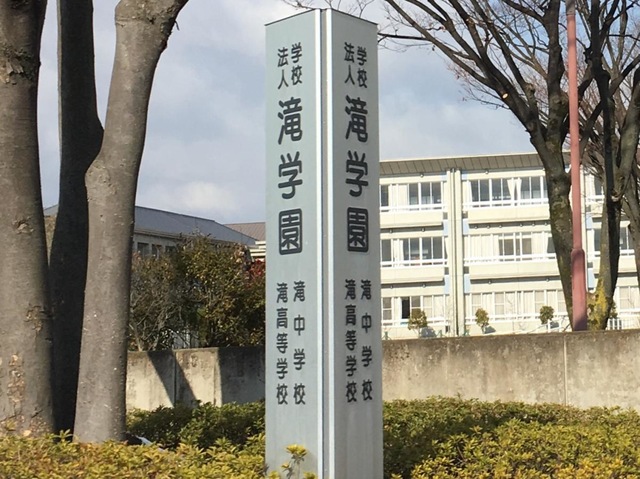 学校
法人
滝学園
滝中学校
滝高等学校
学校
法人
滝学園
滝中学校
滝高等学校